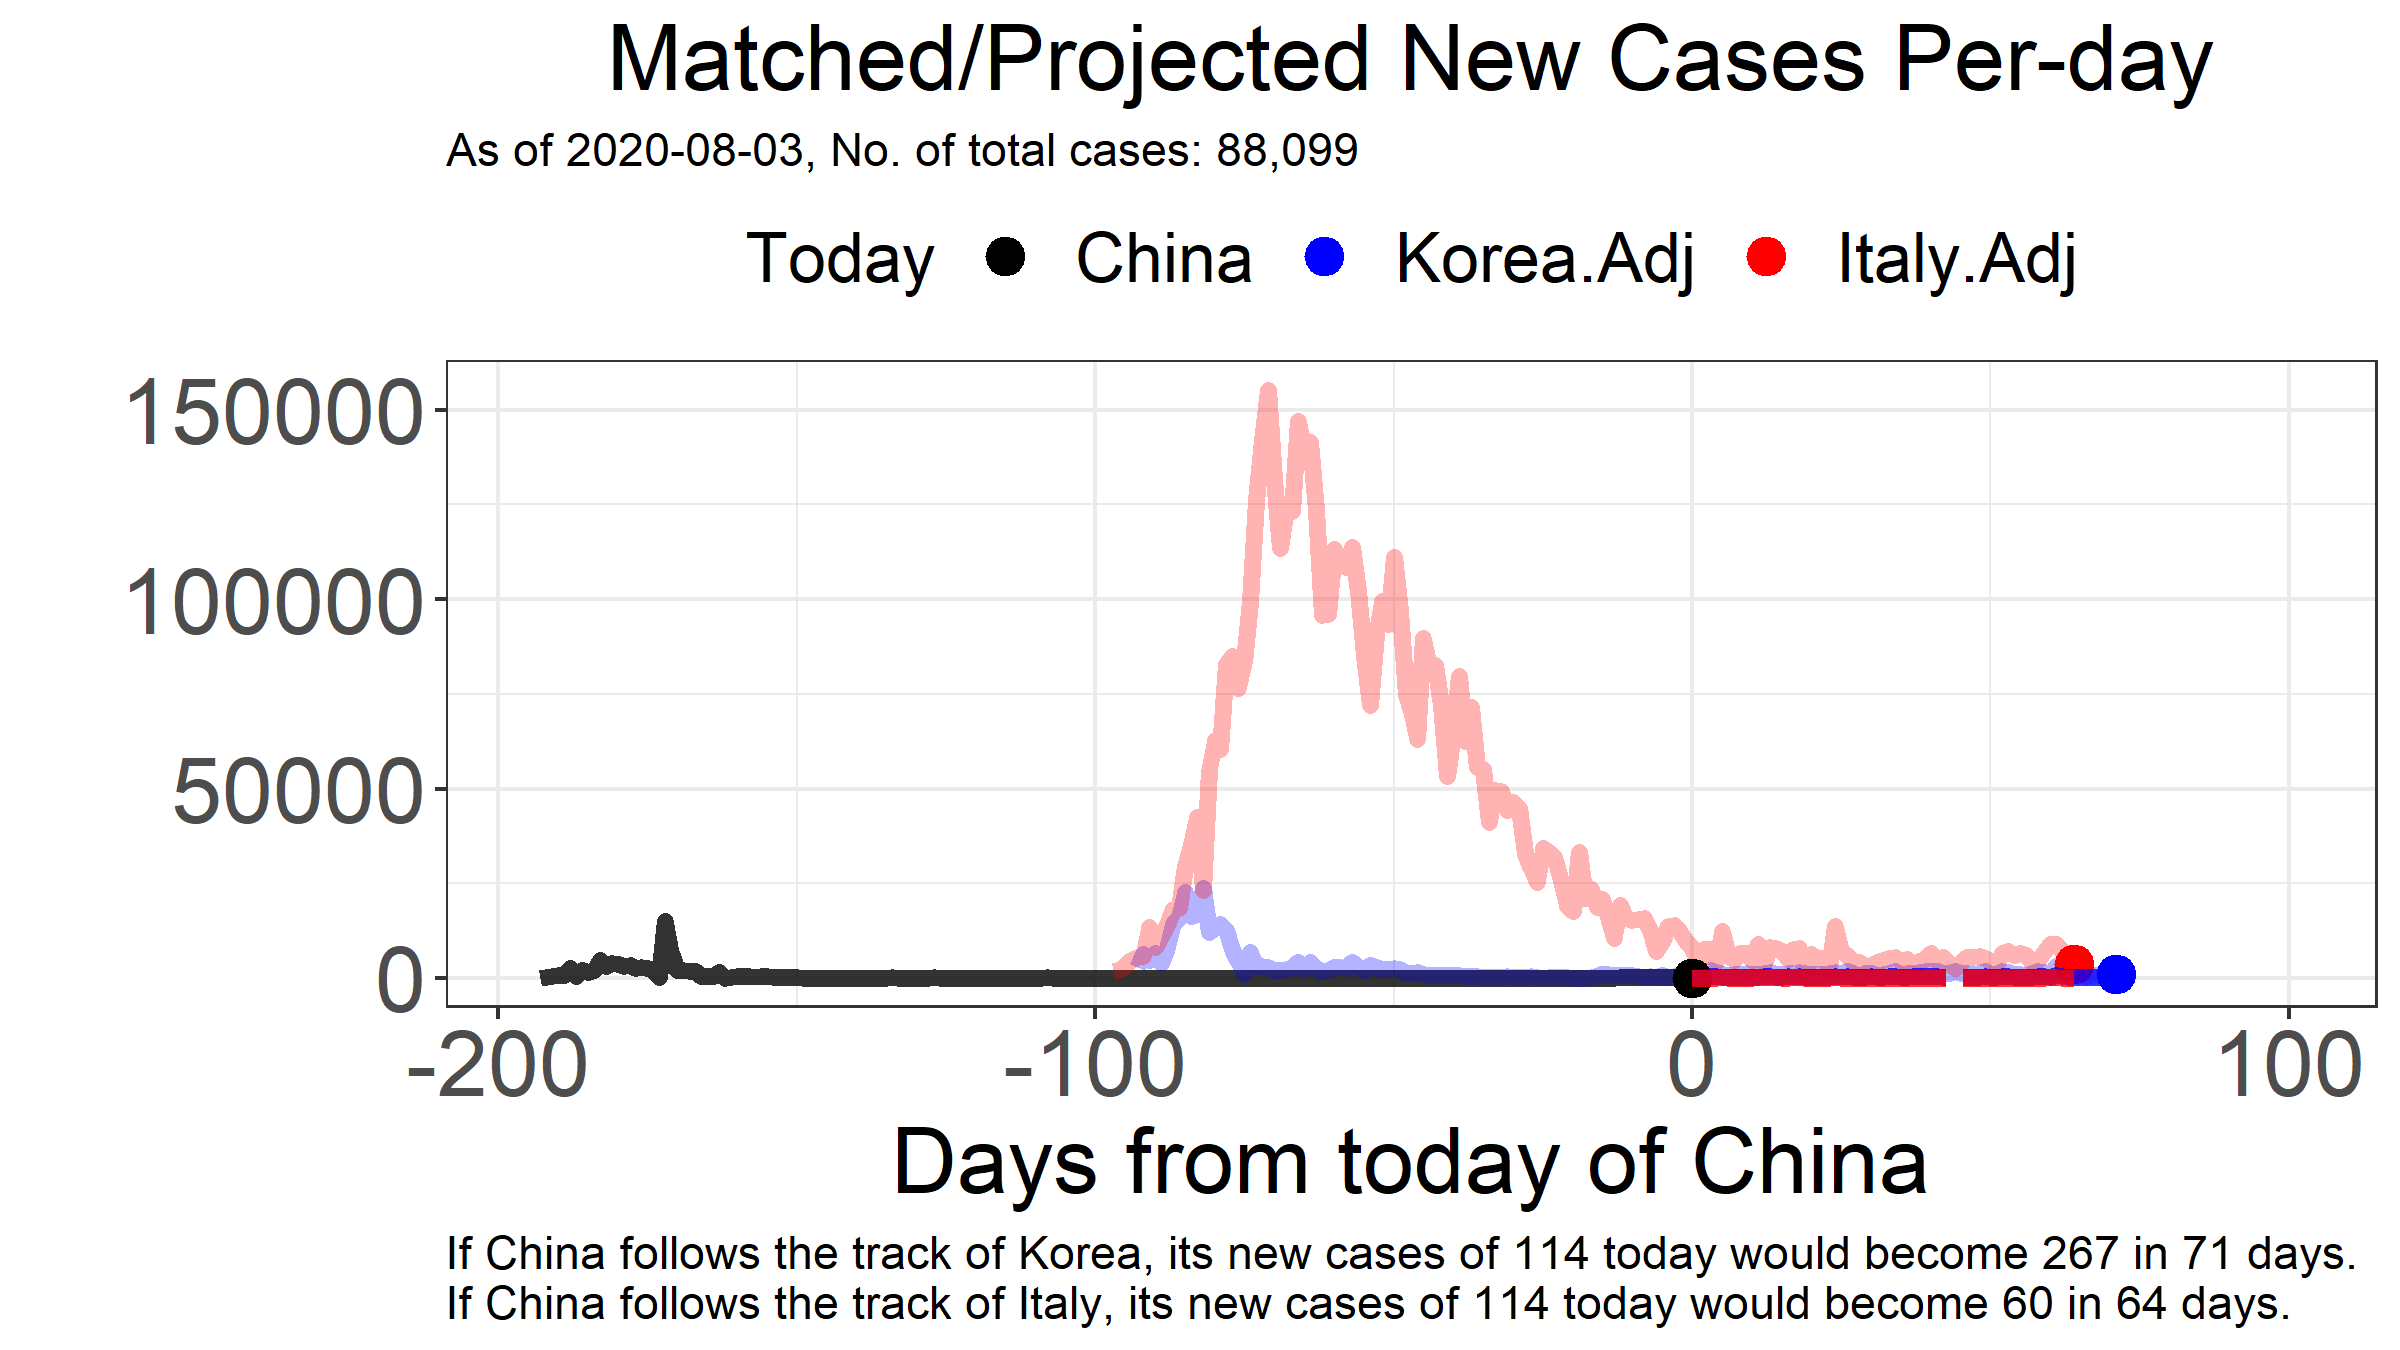 Matched/Projected New Cases Per-day
As of 2020-08-03, No. of total cases: 88,099
Today China Korea.Adj Italy.Adj
150000
100000
50000
0
-200 -100 0 100
Days from today of China
If China follows the track of Korea, its new cases of 114 today would become 267 in 71 days.
If China follows the track of Italy, its new cases of 114 today would become 60 in 64 days.